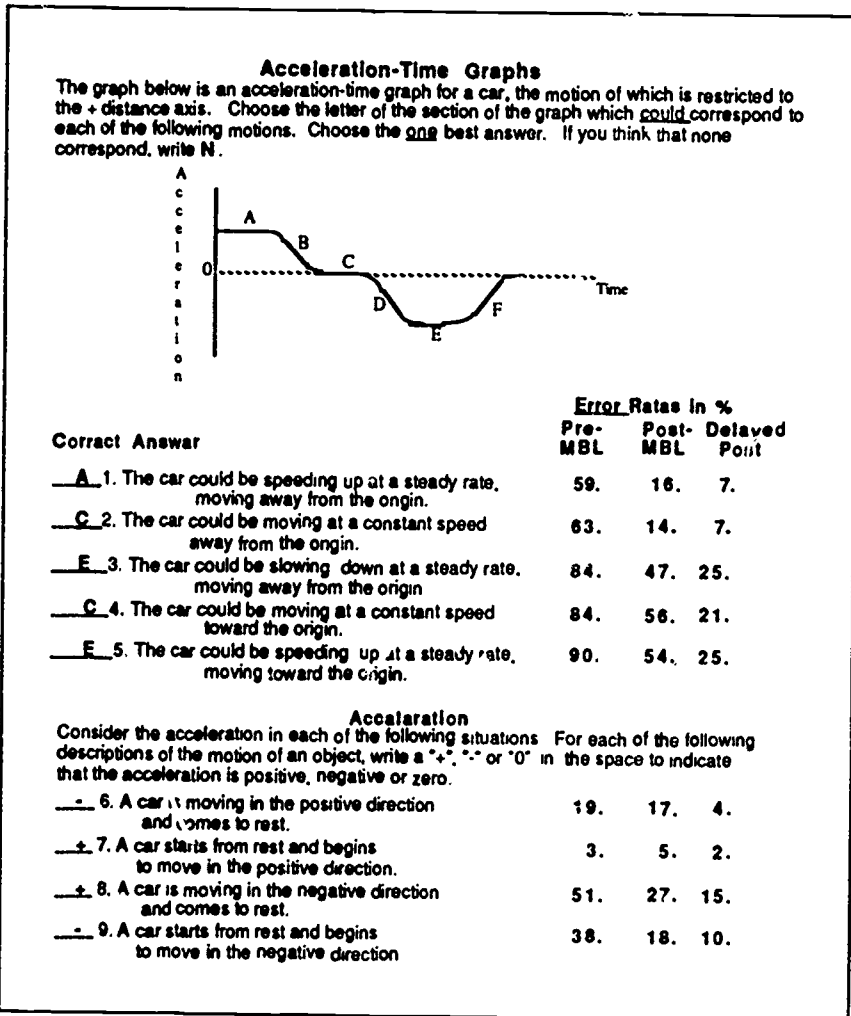 Acceleration-Time Graphs
The graph below is an acceleration-time graph for a car, the motion of which is restricted to
the + distance axis. Choose the letter of the section of the graph which could correspond to
each of the following motions. Choose the one best answer. If you think that none
correspond, write N.
Acceleration
A
B
C
0
Time
D
F
E
Error Ratas in %
Pre- Post- Delayed
Corract Answar MBL MBL Post
A 1. The car could be speeding up at a steady rate, 59. 16. 7.
moving away from the ongin.
C 2. The car could be moving at a constant speed 63. 14. 7.
away from the ongin.
E 3. The car could be slowing down at a steady rate, 84. 47. 25.
moving away from the origin
C 4. The car could be moving at a constant speed 84. 56. 21.
toward the origin.
E 5. The car could be speeding up at a steady rate, 90. 54. 25.
moving toward the origin.
Accalaration
Consider the acceleration in each of the following situations For each of the following
descriptions of the motion of an object, write a "+", "-" or "0" in the space to indicate
that the acceleration is positive, negative or zero.
- 6. A car is moving in the positive direction 19. 17. 4.
and comes to rest.
+ 7. A car starts from rest and begins 3. 5. 2.
to move in the positive direction.
+ 8. A car is moving in the negative direction 51. 27. 15.
and comes to rest.
- 9. A car starts from rest and begins 38. 18. 10.
to move in the negative direction